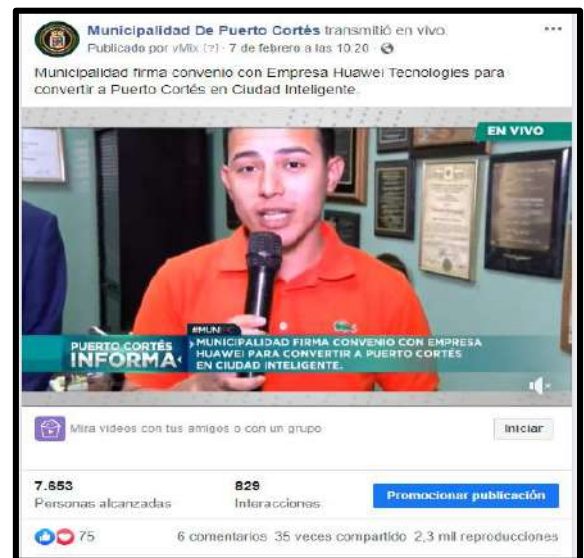 Municipalidad De Puerto Cortés transmitió en vivo.
Publicado por vMix [?] · 7 de febrero a las 10:20 ·
Municipalidad firma convenio con Empresa Huawei Tecnologies para
convertir a Puerto Cortés en Ciudad Inteligente.
EN VIVO
#MUNIPC
PUERTO CORTÉS
INFORMA
MUNICIPALIDAD FIRMA CONVENIO CON EMPRESA
HUAWEI PARA CONVERTIR A PUERTO CORTÉS
EN CIUDAD INTELIGENTE.
Mira videos con tus amigos o con un grupo
Iniciar
7.653
Personas alcanzadas
829
Interacciones
Promocionar publicación
75
6 comentarios 35 veces compartido 2,3 mil reproducciones